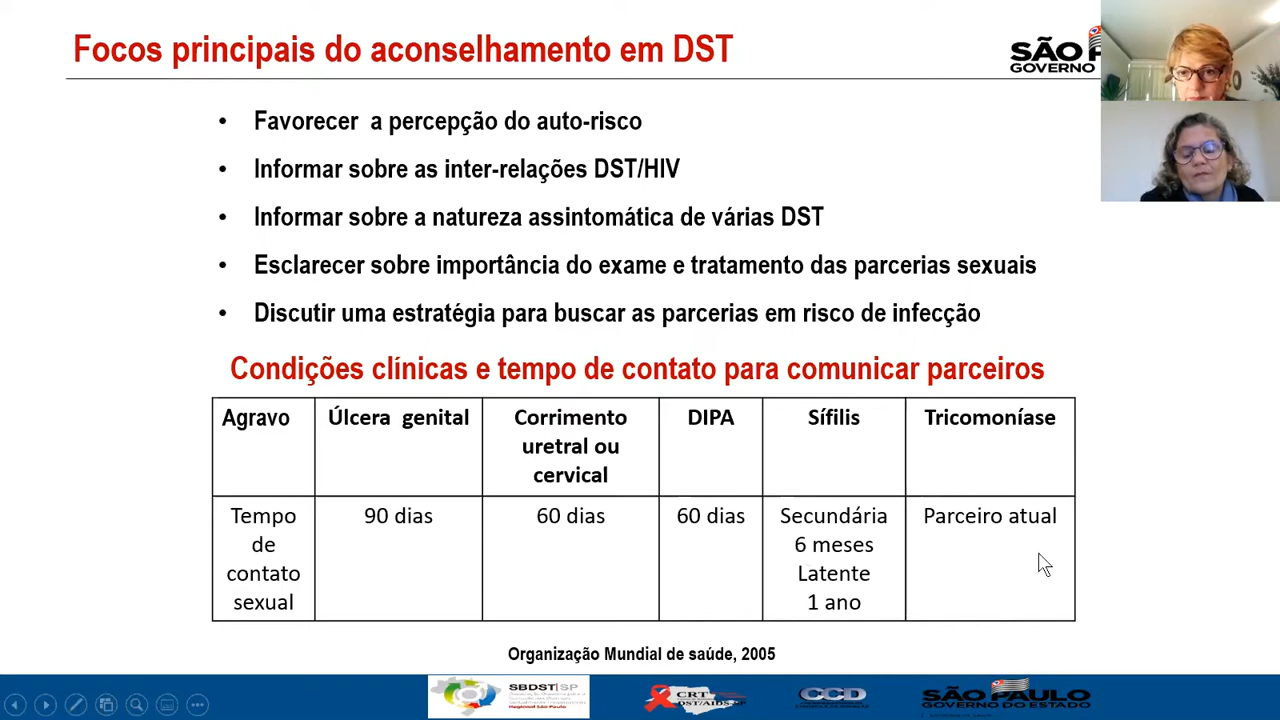 Focos principais do aconselhamento em DST
SÃO PAULO
GOVERNO
• Favorecer a percepção do auto-risco
• Informar sobre as inter-relações DST/HIV
• Informar sobre a natureza assintomática de várias DST
• Esclarecer sobre importância do exame e tratamento das parcerias sexuais
• Discutir uma estratégia para buscar as parcerias em risco de infecção
Condições clínicas e tempo de contato para comunicar parceiros
Agravo
Úlcera genital
Corrimento
uretral ou
cervical
DIPA
Sífilis
Tricomoníase
Tempo
de
contato
sexual
90 dias
60 dias
60 dias
Secundária
6 meses
Latente
1 ano
Parceiro atual
Organização Mundial de saúde, 2005
SBDST|SP
Regional São Paulo
CRT
DST/AIDS.SP
CCD
SÃO PAULO
GOVERNO DO ESTADO